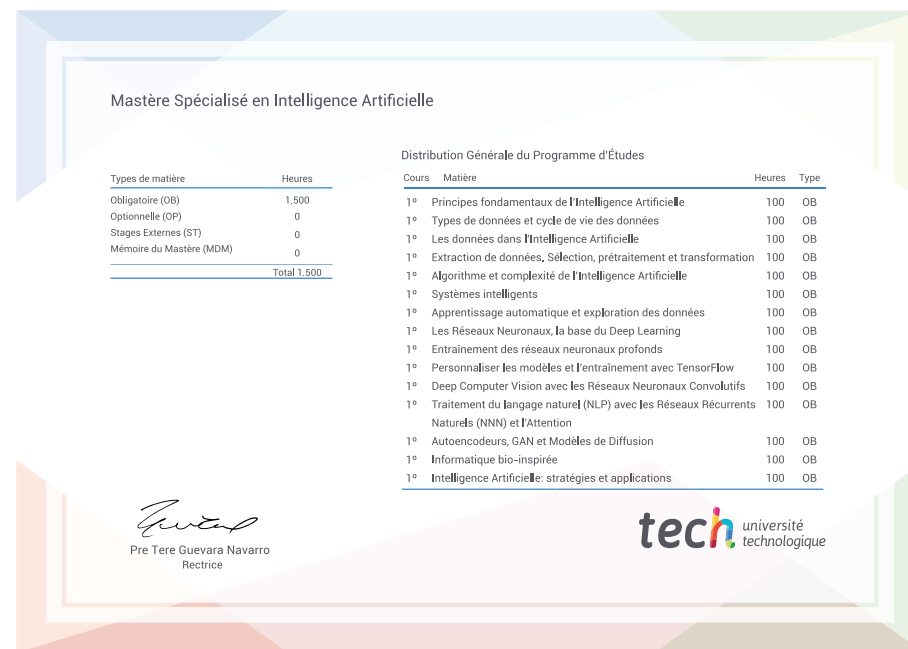 Mastère Spécialisé en Intelligence Artificielle
Types de matière Heures
Obligatoire (OB) 1.500
Optionnelle (OP) 0
Stages Externes (ST) 0
Mémoire du Mastère (MDM) 0
Total 1.500
Distribution Générale du Programme d'Études
Cours Matière Heures Type
1º Principes fondamentaux de l'Intelligence Artificielle 100 OB
1º Types de données et cycle de vie des données 100 OB
1º Les données dans l'Intelligence Artificielle 100 OB
1º Extraction de données. Sélection, prétraitement et transformation 100 OB
1º Algorithme et complexité de l'Intelligence Artificielle 100 OB
1º Systèmes intelligents 100 OB
1º Apprentissage automatique et exploration des données 100 OB
1º Les Réseaux Neuronaux, la base du Deep Learning 100 OB
1º Entraînement des réseaux neuronaux profonds 100 OB
1º Personnaliser les modèles et l'entraînement avec TensorFlow 100 OB
1º Deep Computer Vision avec les Réseaux Neuronaux Convolutifs 100 OB
1º Traitement du langage naturel (NLP) avec les Réseaux Récurrents 100 OB
Naturels (NNN) et l'Attention
1º Autoencodeurs, GAN et Modèles de Diffusion 100 OB
1º Informatique bio-inspirée 100 OB
1º Intelligence Artificielle: stratégies et applications 100 OB
Pre Tere Guevara Navarro
Rectrice
tech université
technologique